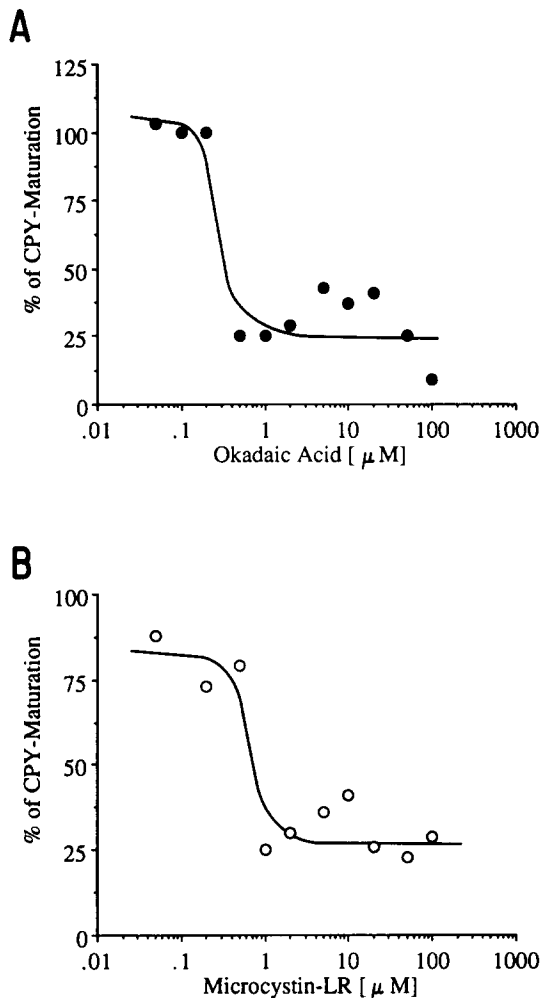 A
125
100
75
50
25
0
% of CPY-Maturation
.01 .1 1 10 100 1000
Okadaic Acid [ μ M]
B
100
75
50
25
0
% of CPY-Maturation
.01 .1 1 10 100 1000
Microcystin-LR [ μ M]